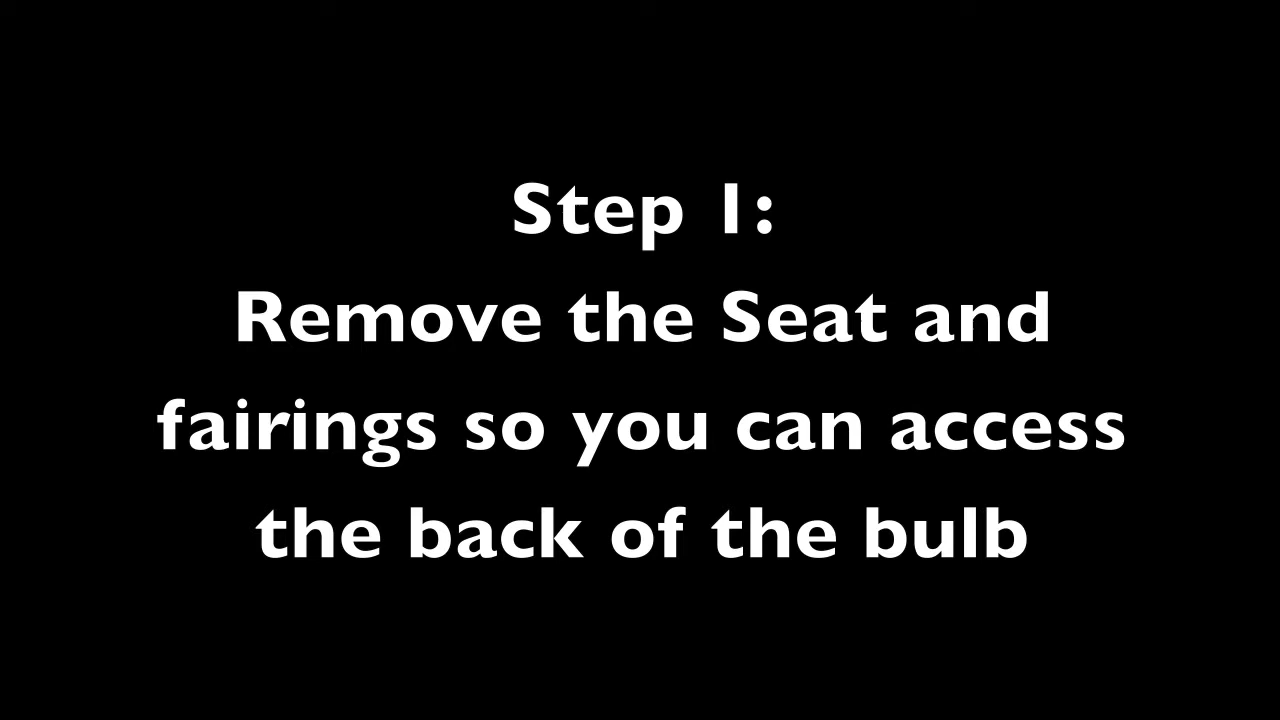 Step 1:
Remove the Seat and
fairings so you can access
the back of the bulb